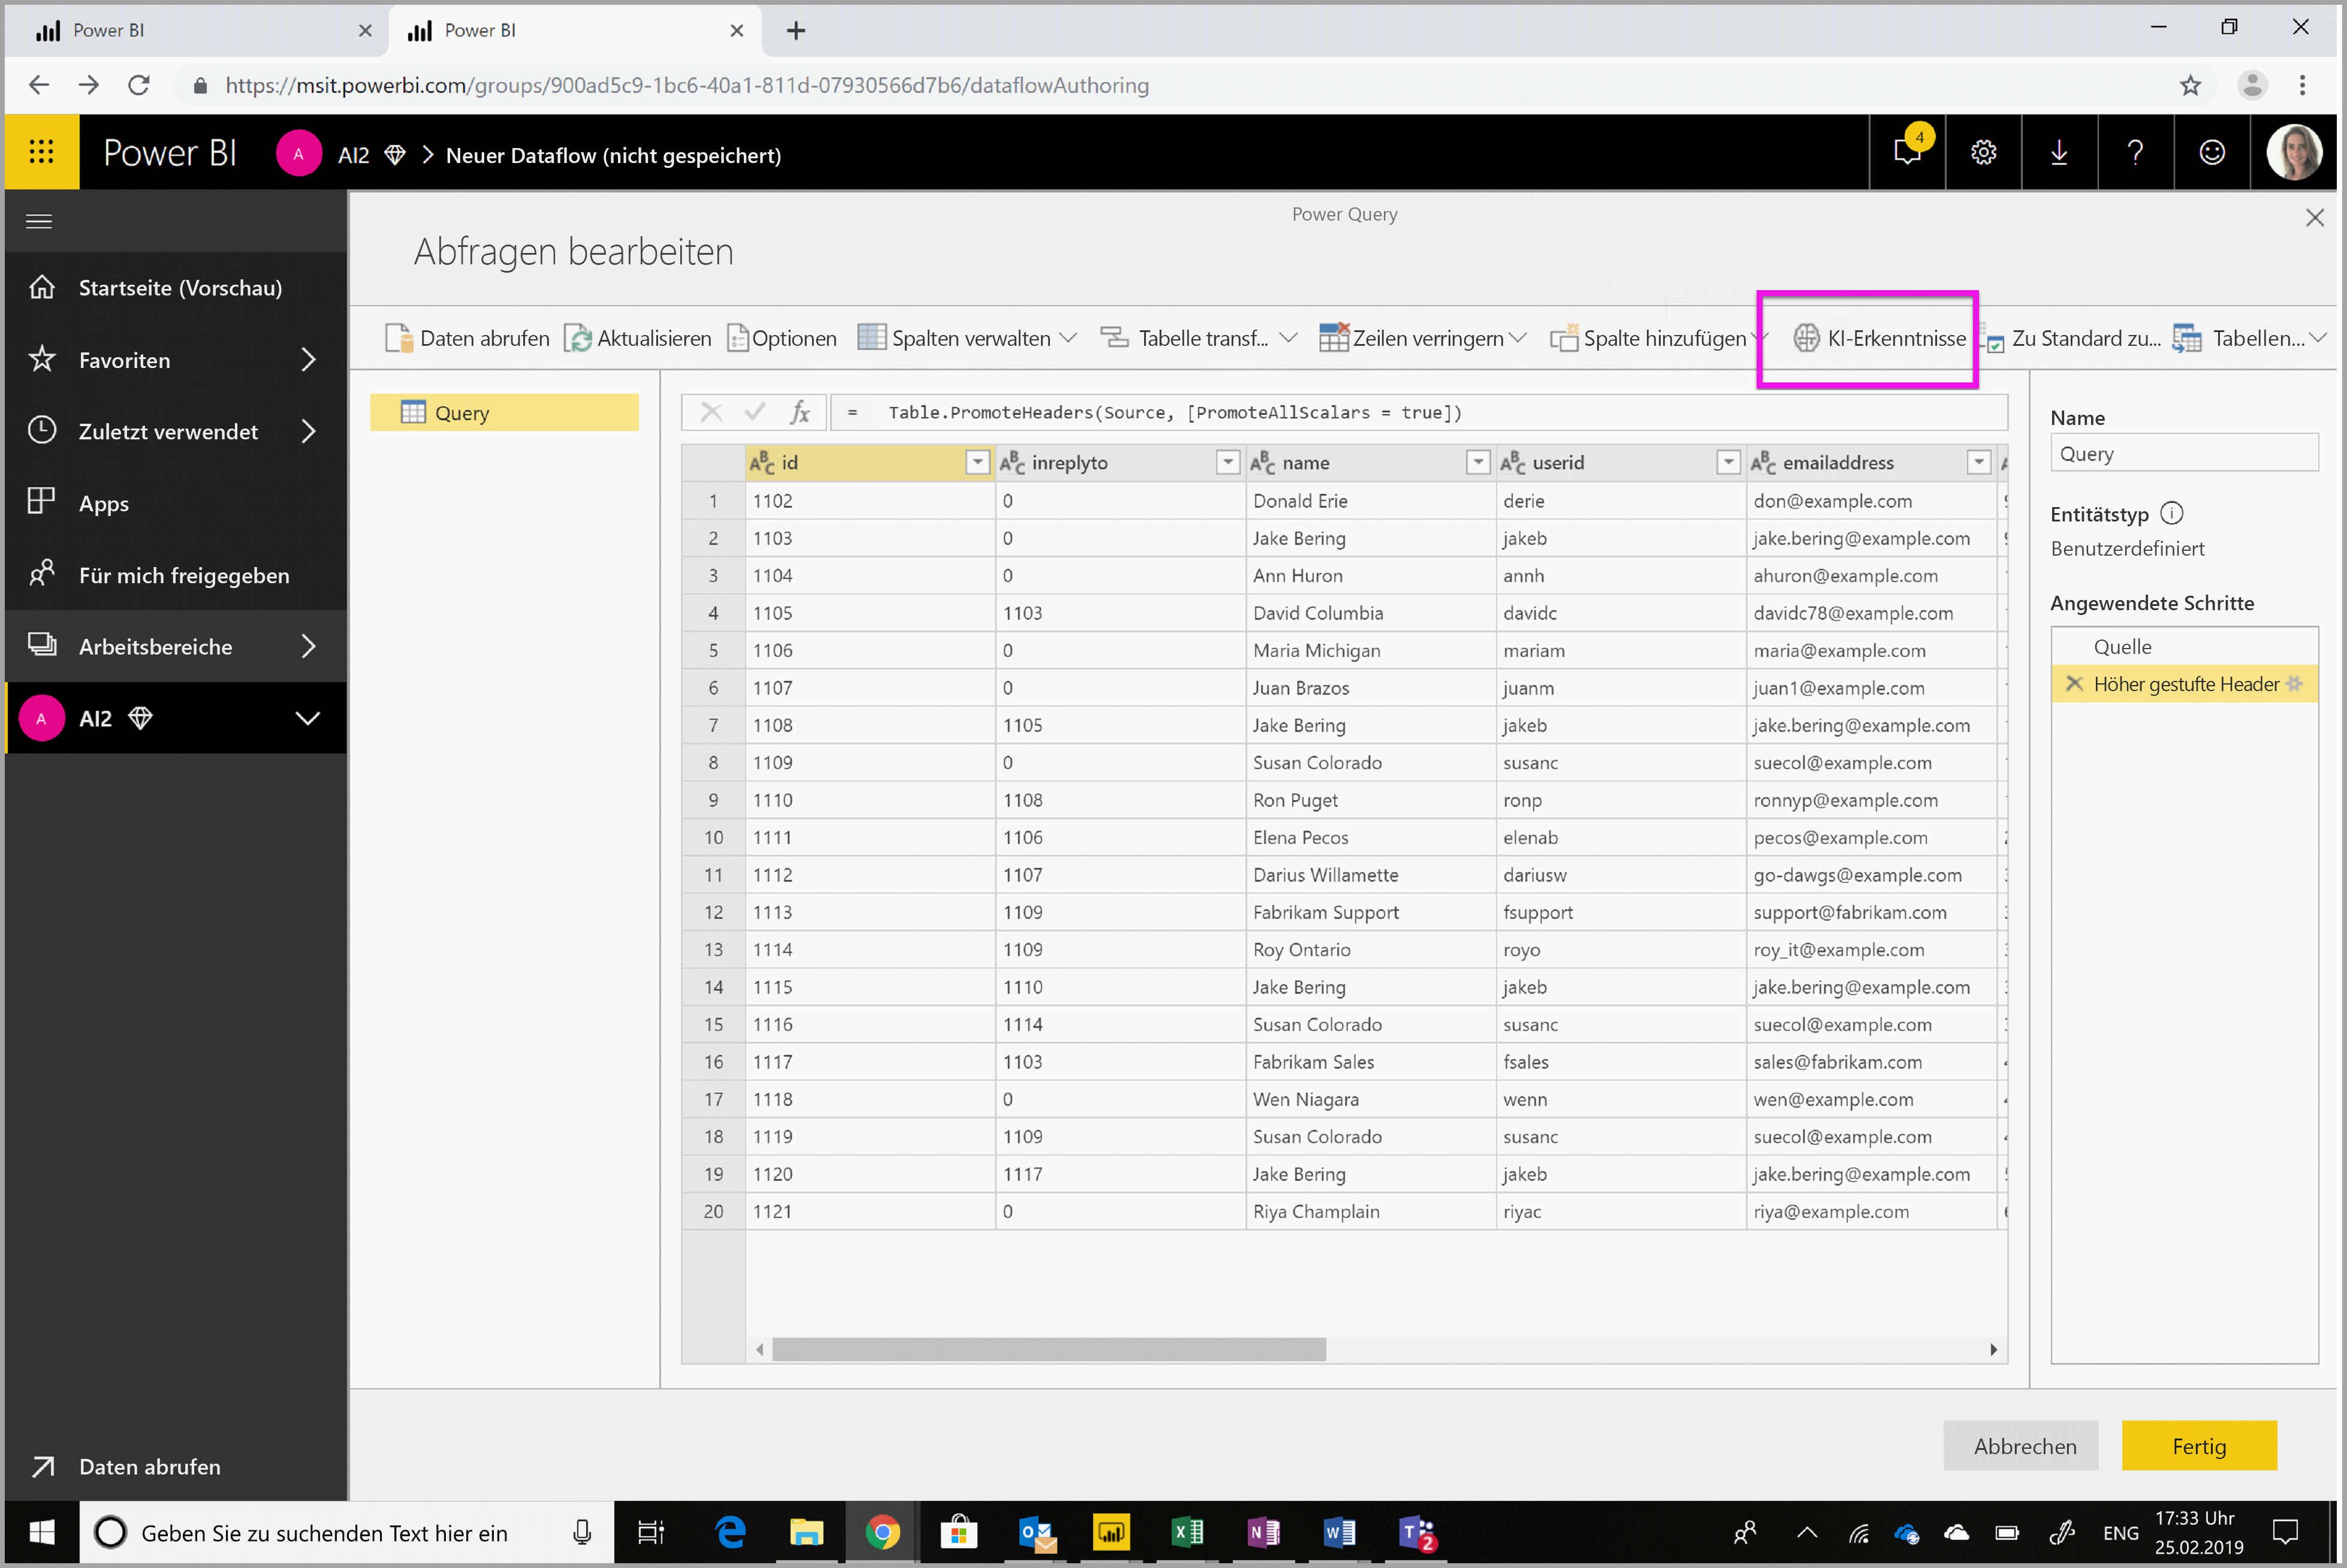 Power BI
Power BI
https://msit.powerbi.com/groups/900ad5c9-1bc6-40a1-811d-07930566d7b6/dataflowAuthoring
Power BI A AI2 > Neuer Dataflow (nicht gespeichert) 4 ?
Power Query
Abfragen bearbeiten
Startseite (Vorschau)
Favoriten
Zuletzt verwendet
Apps
Für mich freigegeben
Arbeitsbereiche
A AI2
Daten abrufen
Daten abrufen Aktualisieren Optionen Spalten verwalten Tabelle transf... Zeilen verringern Spalte hinzufügen KI-Erkenntnisse Zu Standard zu... Tabellen...
Query
fx = Table.PromoteHeaders(Source, [PromoteAllScalars = true])
ABC id ABC inreplyto ABC name ABC userid ABC emailaddress
1 1102 0 Donald Erie derie don@example.com
2 1103 0 Jake Bering jakeb jake.bering@example.com
3 1104 0 Ann Huron annh ahuron@example.com
4 1105 1103 David Columbia davidc davidc78@example.com
5 1106 0 Maria Michigan mariam maria@example.com
6 1107 0 Juan Brazos juanm juan1@example.com
7 1108 1105 Jake Bering jakeb jake.bering@example.com
8 1109 0 Susan Colorado susanc suecol@example.com
9 1110 1108 Ron Puget ronp ronnyp@example.com
10 1111 1106 Elena Pecos elenab pecos@example.com
11 1112 1107 Darius Willamette dariusw go-dawgs@example.com
12 1113 1109 Fabrikam Support fsupport support@fabrikam.com
13 1114 1109 Roy Ontario royo roy_it@example.com
14 1115 1110 Jake Bering jakeb jake.bering@example.com
15 1116 1114 Susan Colorado susanc suecol@example.com
16 1117 1103 Fabrikam Sales fsales sales@fabrikam.com
17 1118 0 Wen Niagara wenn wen@example.com
18 1119 1109 Susan Colorado susanc suecol@example.com
19 1120 1117 Jake Bering jakeb jake.bering@example.com
20 1121 0 Riya Champlain riyac riya@example.com
Name
Query
Entitätstyp
Benutzerdefiniert
Angewendete Schritte
Quelle
Höher gestufte Header
Abbrechen Fertig
Geben Sie zu suchenden Text hier ein
ENG
17:33 Uhr
25.02.2019